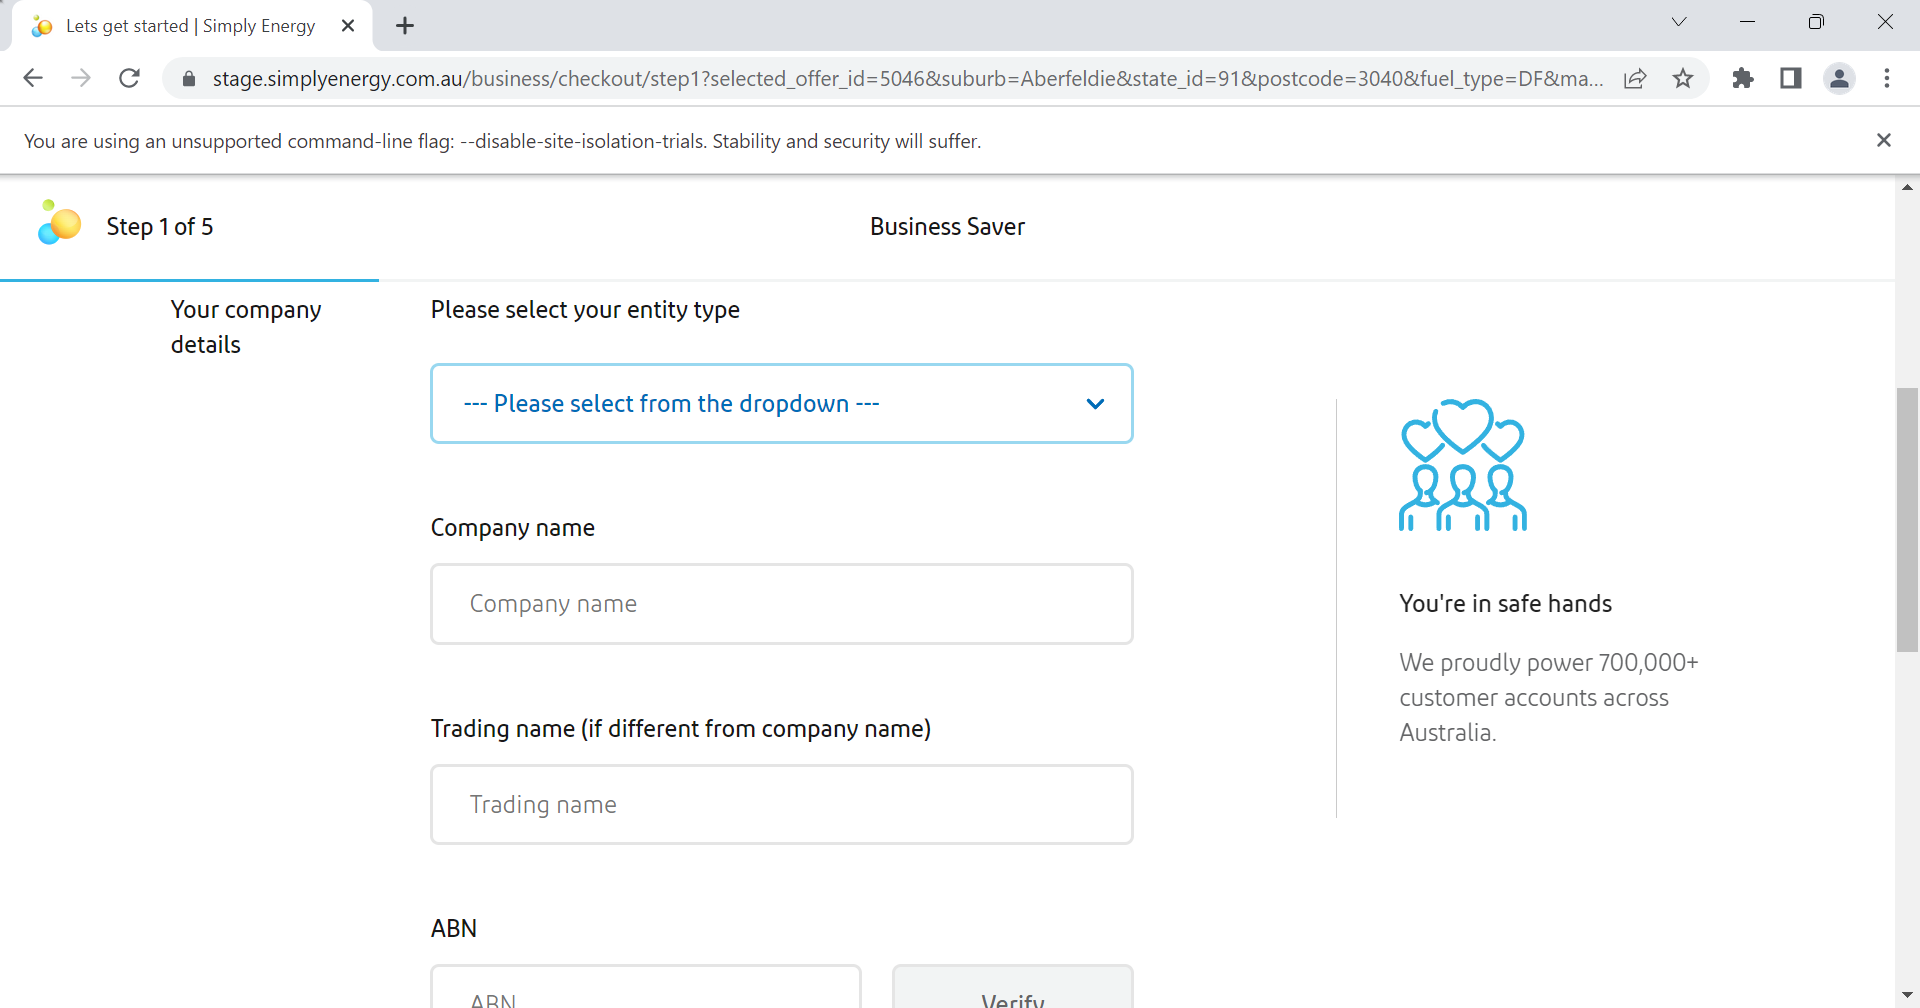 Lets get started | Simply Energy
stage.simplyenergy.com.au/business/checkout/step1?selected_offer_id=5046&suburb=Aberfeldie&state_id=91&postcode=3040&fuel_type=DF&ma...
You are using an unsupported command-line flag: --disable-site-isolation-trials. Stability and security will suffer.
Step 1 of 5
Business Saver
Your company
details
Please select your entity type
--- Please select from the dropdown ---
Company name
Company name
Trading name (if different from company name)
Trading name
ABN
ABN
Verify
You're in safe hands
We proudly power 700,000+
customer accounts across
Australia.